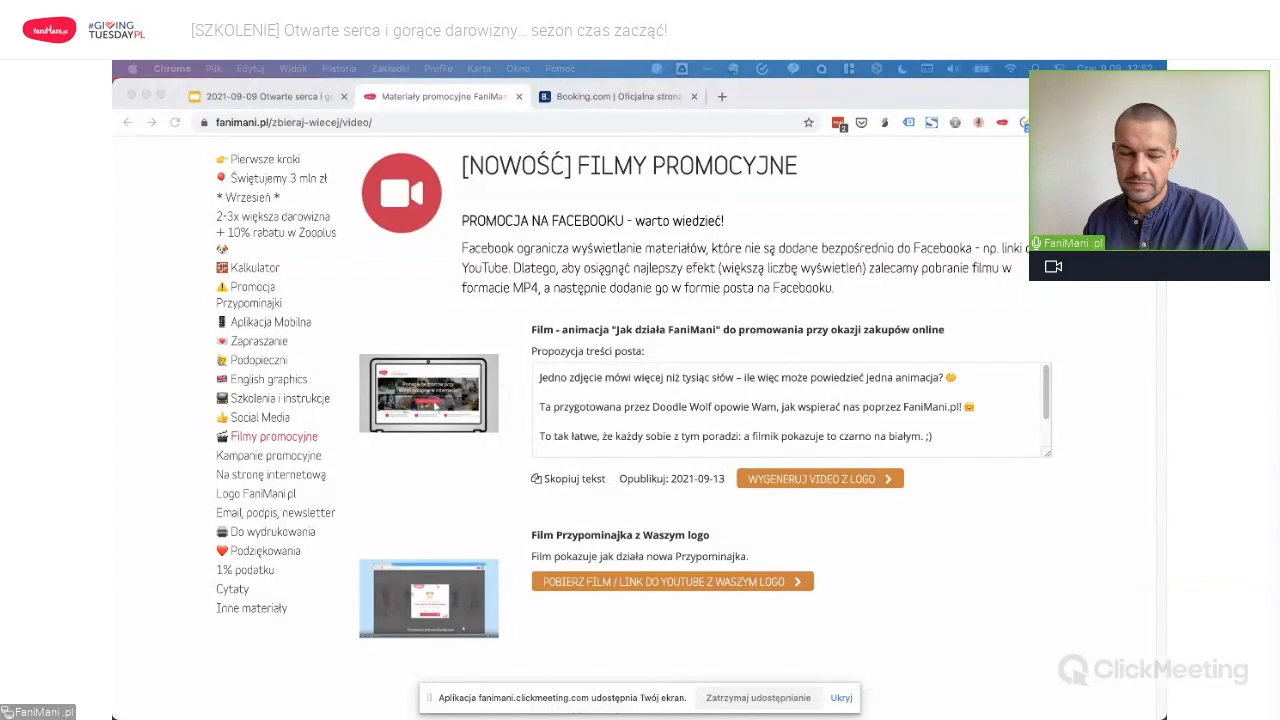 faniMani.pl
#GIVING
TUESDAYPL
[SZKOLENIE] Otwarte serca i gorące darowizny... sezon czas zacząć!
Chrome Plik Edytuj Widok Historia Zakładki Profile Karta Okno Pomoc
Czw. 9.09 12:52
2021-09-09 Otwarte serca i g
Materiały promocyjne FaniMan
Booking.com | Oficjalna strona
fanimani.pl/zbieraj-wiecej/video/
👉 Pierwsze kroki
🎈 Świętujemy 3 mln zł
* Wrzesień *
2-3x większa darowizna
+ 10% rabatu w Zooplus
🐶
🧮 Kalkulator
⚠️ Promocja
Przypominajki
📱 Aplikacja Mobilna
💌 Zapraszanie
🙋 Podopieczni
🇬🇧 English graphics
💻 Szkolenia i instrukcje
👍 Social Media
🎬 Filmy promocyjne
Kampanie promocyjne
Na stronę internetową
Logo FaniMani.pl
Email, podpis, newsletter
🖨️ Do wydrukowania
❤️ Podziękowania
1% podatku
Cytaty
Inne materiały
[NOWOŚĆ] FILMY PROMOCYJNE
PROMOCJA NA FACEBOOKU - warto wiedzieć!
Facebook ogranicza wyświetlanie materiałów, które nie są dodane bezpośrednio do Facebooka - np. linki
YouTube. Dlatego, aby osiągnąć najlepszy efekt (większą liczbę wyświetleń) zalecamy pobranie filmu w
formacie MP4, a następnie dodanie go w formie posta na Facebooku.
Film - animacja "Jak działa FaniMani" do promowania przy okazji zakupów online
Propozycja treści posta:
Jedno zdjęcie mówi więcej niż tysiąc słów – ile więc może powiedzieć jedna animacja? 🤔
Ta przygotowana przez Doodle Wolf opowie Wam, jak wspierać nas poprzez FaniMani.pl! 😊
To tak łatwe, że każdy sobie z tym poradzi: a filmik pokazuje to czarno na białym. ;)
Skopiuj tekst Opublikuj: 2021-09-13 WYGENERUJ VIDEO Z LOGO
Film Przypominajka z Waszym logo
Film pokazuje jak działa nowa Przypominajka.
POBIERZ FILM / LINK DO YOUTUBE Z WASZYM LOGO
FaniMani .pl
ClickMeeting
Aplikacja fanimani.clickmeeting.com udostępnia Twój ekran. Zatrzymaj udostępnianie Ukryj
FaniMani .pl